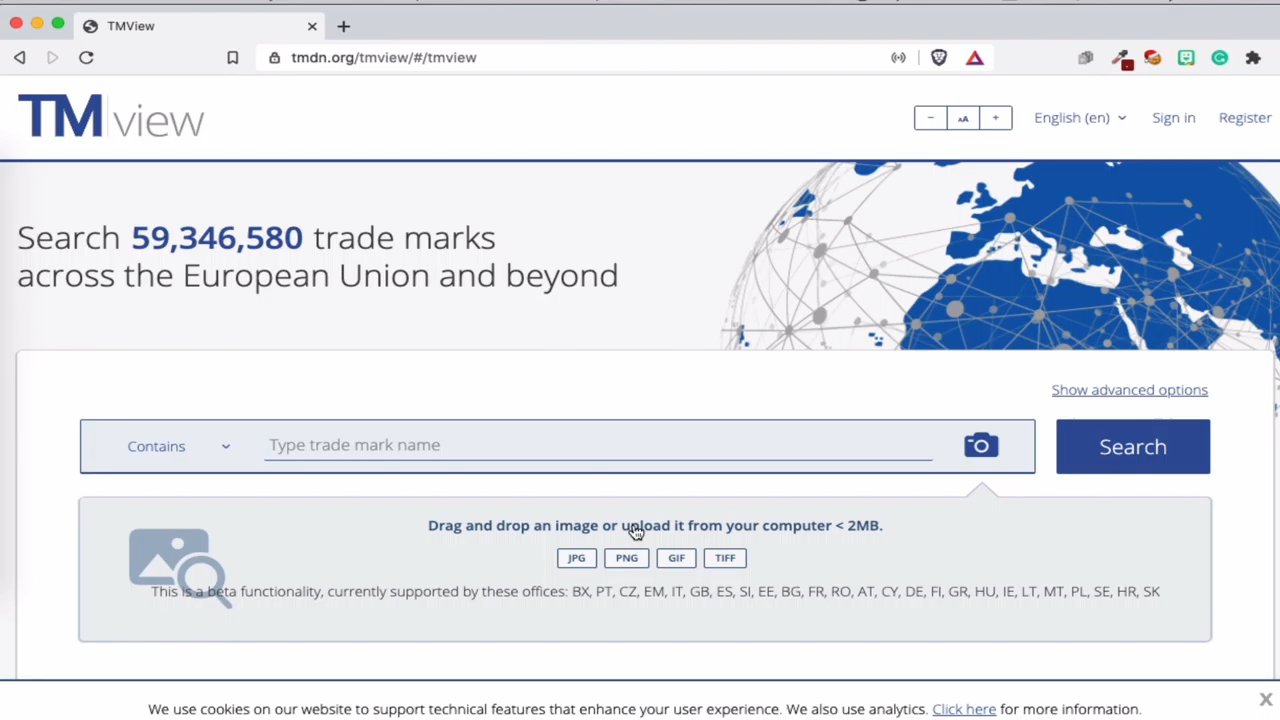 TMView
tmdn.org/tmview/#/tmview
TM view
− AA +
English (en)
Sign in
Register
Search 59,346,580 trade marks
across the European Union and beyond
Show advanced options
Contains
Type trade mark name
Search
Drag and drop an image or upload it from your computer < 2MB.
JPG PNG GIF TIFF
This is a beta functionality, currently supported by these offices: BX, PT, CZ, EM, IT, GB, ES, SI, EE, BG, FR, RO, AT, CY, DE, FI, GR, HU, IE, LT, MT, PL, SE, HR, SK
We use cookies on our website to support technical features that enhance your user experience. We also use analytics. Click here for more information.
X